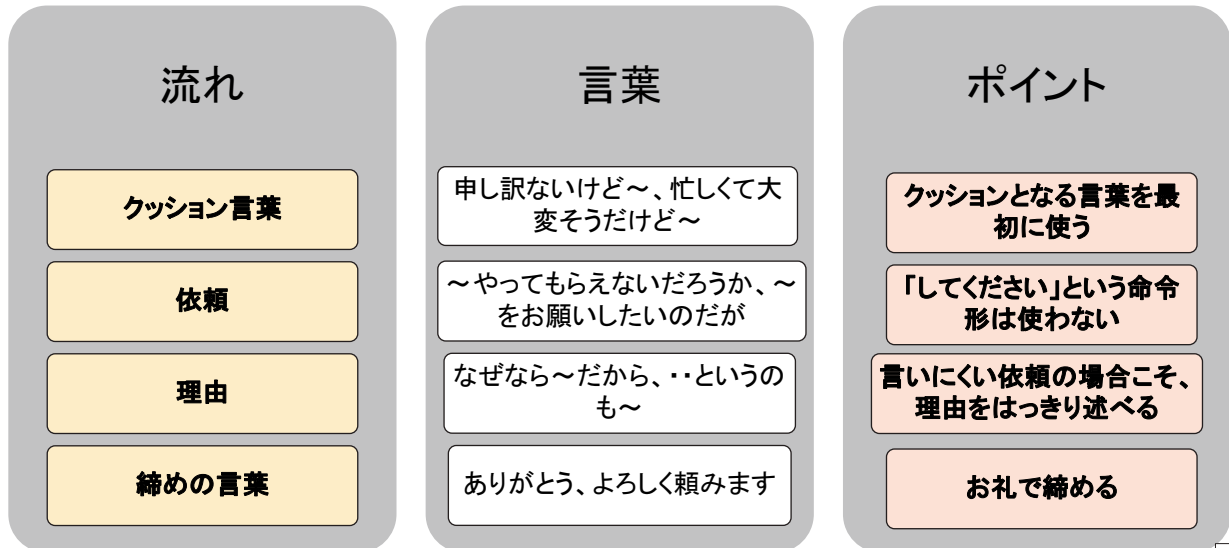 流れ
クッション言葉
依頼
理由
締めの言葉
言葉
申し訳ないけど～、忙しくて大
変そうだけど～
～やってもらえないだろうか、～
をお願いしたいのだが
なぜなら～だから、・・というの
も～
ありがとう、よろしく頼みます
ポイント
クッションとなる言葉を最
初に使う
「してください」という命令
形は使わない
言いにくい依頼の場合こそ、
理由をはっきり述べる
お礼で締める